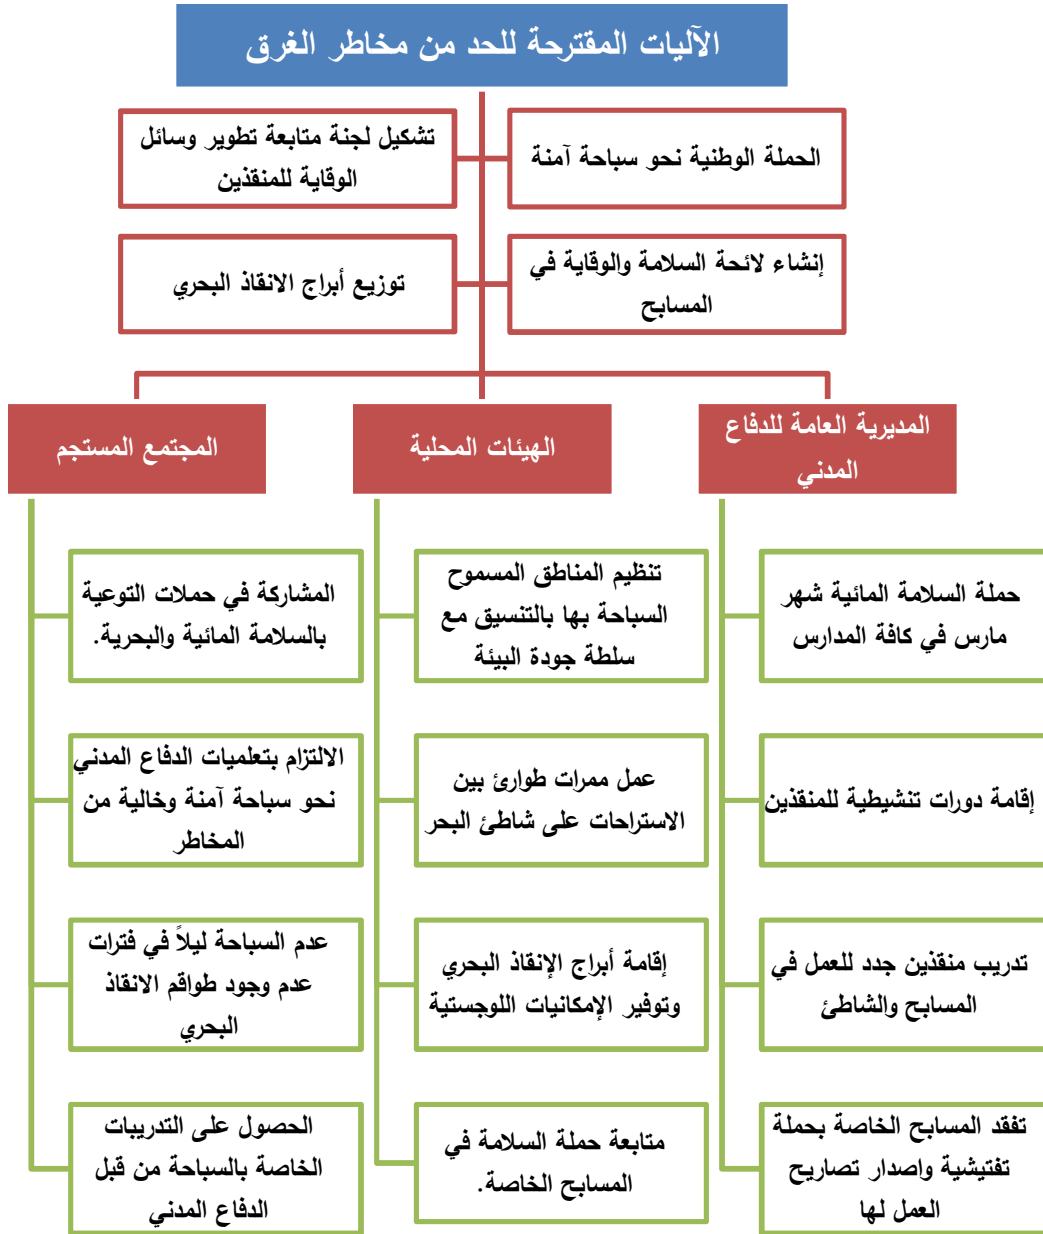 الآليات المقترحة للحد من مخاطر الغرق
الحملة الوطنية نحو سباحة آمنة
تشكيل لجنة متابعة تطوير وسائل
الوقاية للمنقذين
إنشاء لائحة السلامة والوقاية في
المسابح
توزيع أبراج الانقاذ البحري
المديرية العامة للدفاع
المدني
حملة السلامة المائية شهر
مارس في كافة المدارس
إقامة دورات تنشيطية للمنقذين
تدريب منقذين جدد للعمل في
المسابح والشاطئ
تفقد المسابح الخاصة بحملة
تفتيشية واصدار تصاريح
العمل لها
الهيئات المحلية
تنظيم المناطق المسموح
السباحة بها بالتنسيق مع
سلطة جودة البيئة
عمل ممرات طوارئ بين
الاستراحات على شاطئ البحر
إقامة أبراج الإنقاذ البحري
وتوفير الإمكانيات اللوجستية
متابعة حملة السلامة في
المسابح الخاصة.
المجتمع المستجم
المشاركة في حملات التوعية
بالسلامة المائية والبحرية.
الالتزام بتعلميات الدفاع المدني
نحو سباحة آمنة وخالية من
المخاطر
عدم السباحة ليلاً في فترات
عدم وجود طواقم الانقاذ
البحري
الحصول على التدريبات
الخاصة بالسباحة من قبل
الدفاع المدني